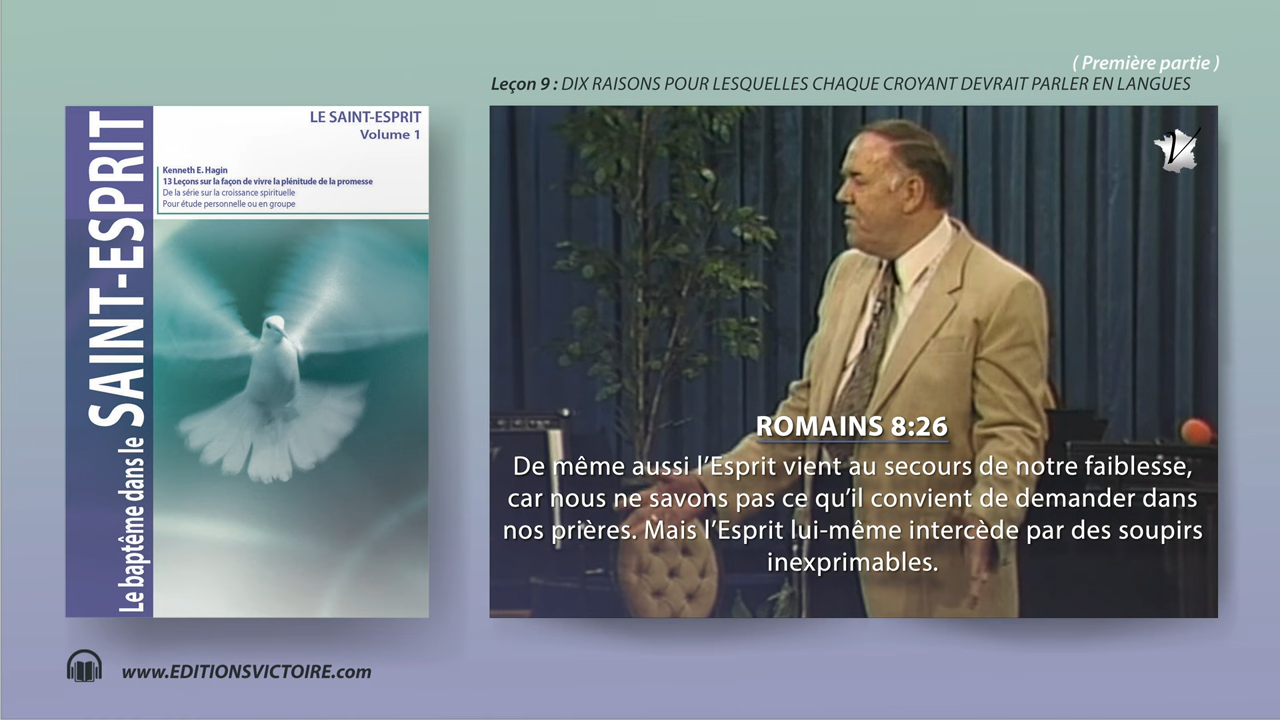 ( Première partie )
Leçon 9 : DIX RAISONS POUR LESQUELLES CHAQUE CROYANT DEVRAIT PARLER EN LANGUES
LE SAINT-ESPRIT
Volume 1
Kenneth E. Hagin
13 Leçons sur la façon de vivre la plénitude de la promesse
De la série sur la croissance spirituelle
Pour étude personnelle ou en groupe
Le baptême dans le SAINT-ESPRIT
V
ROMAINS 8:26
De même aussi l’Esprit vient au secours de notre faiblesse,
car nous ne savons pas ce qu’il convient de demander dans
nos prières. Mais l’Esprit lui-même intercède par des soupirs
inexprimables.
www.EDITIONSVICTOIRE.com